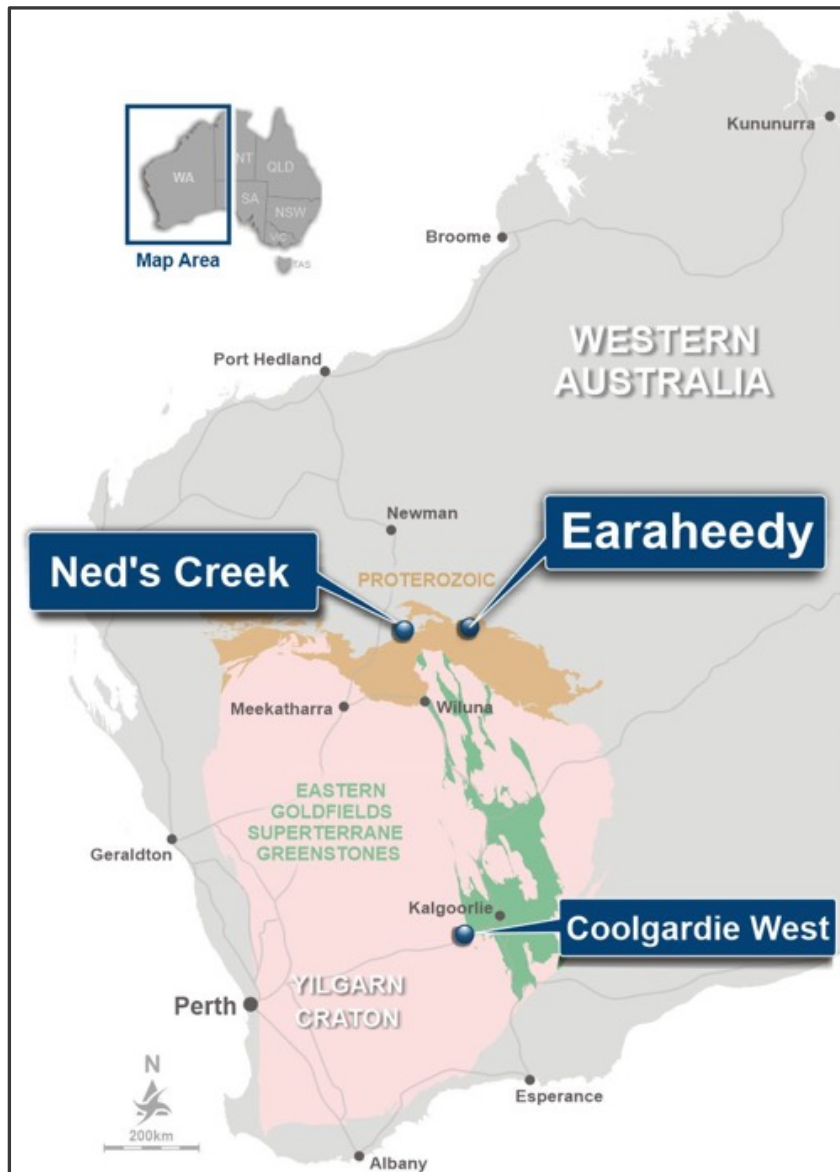 Kununurra
WA
NT
QLD
SA
NSW
VIC
TAS
Map Area
Broome
WESTERN
AUSTRALIA
Port Hedland
Newman
Earaheedy
Ned's Creek
PROTEROZOIC
Meekatharra
Wiluna
EASTERN
GOLDFIELDS
SUPERTERRANE
GREENSTONES
Geraldton
Kalgoorlie
Coolgardie West
YILGARN
CRATON
Perth
Esperance
N
200km
Albany